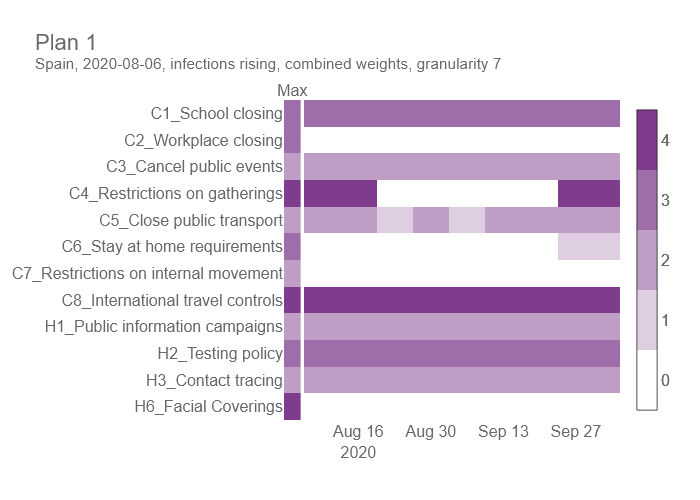 Plan 1
Spain, 2020-08-06, infections rising, combined weights, granularity 7
Max
C1_School closing
C2_Workplace closing
C3_Cancel public events
C4_Restrictions on gatherings
C5_Close public transport
C6_Stay at home requirements
C7_Restrictions on internal movement
C8_International travel controls
H1_Public information campaigns
H2_Testing policy
H3_Contact tracing
H6_Facial Coverings
Aug 16 Aug 30 Sep 13 Sep 27
2020
4
3
2
1
0